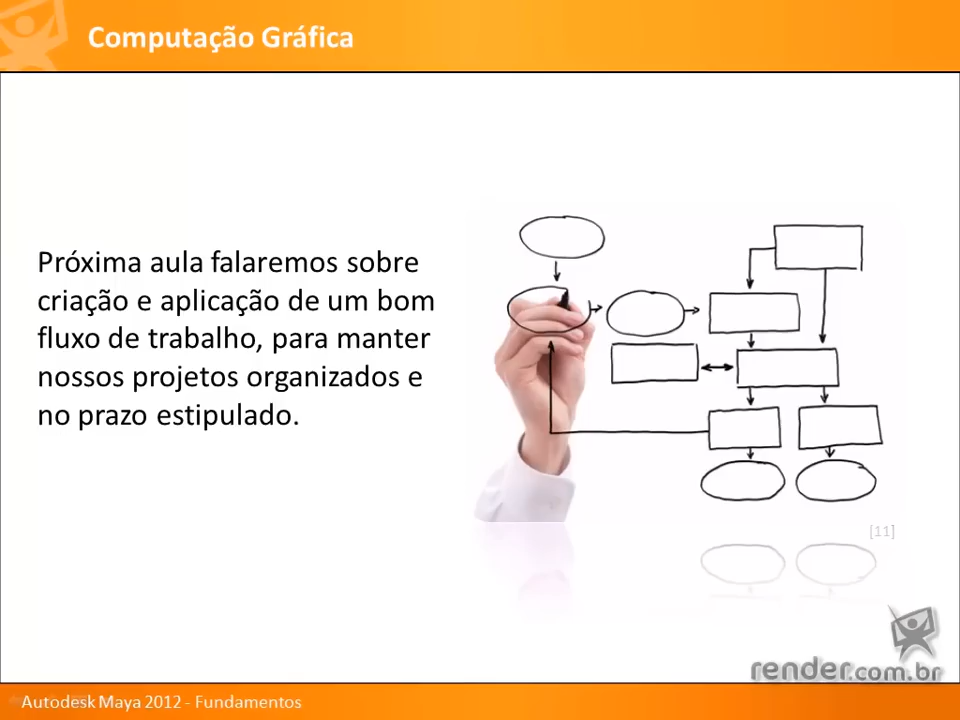 Computação Gráfica
Próxima aula falaremos sobre
criação e aplicação de um bom
fluxo de trabalho, para manter
nossos projetos organizados e
no prazo estipulado.
[11]
render.com.br
Autodesk Maya 2012 - Fundamentos